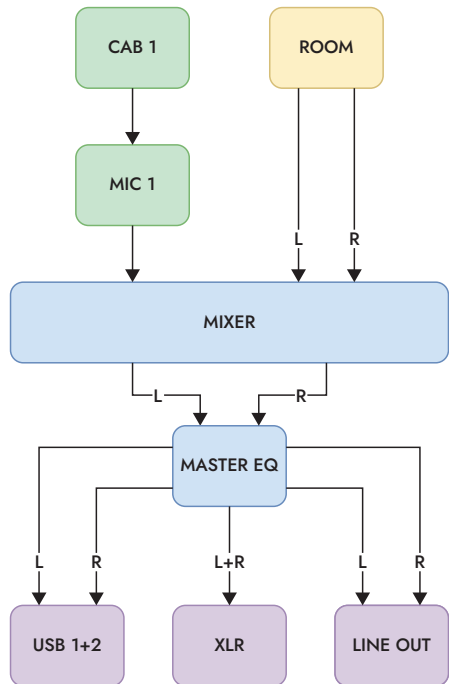 CAB 1
ROOM
MIC 1
L
R
MIXER
L
R
MASTER EQ
L
R
L+R
L
R
USB 1+2
XLR
LINE OUT